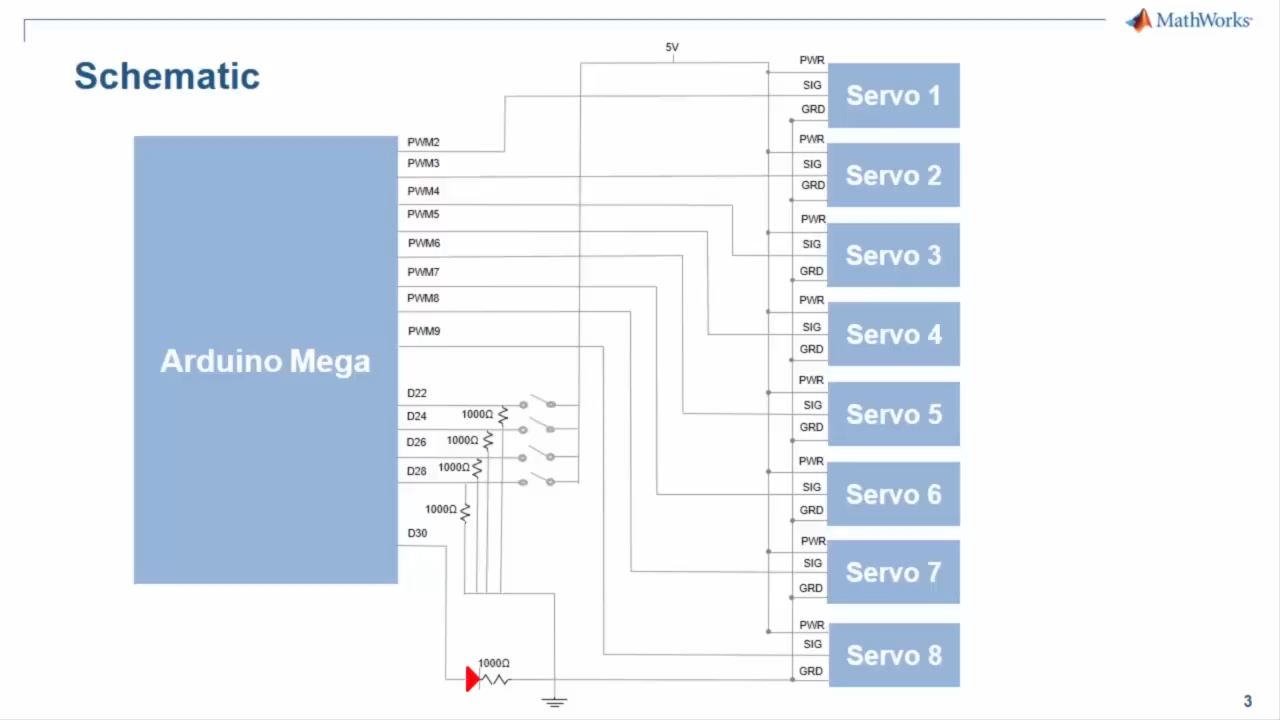 MathWorks
Schematic
5V
Arduino Mega
PWM2
PWM3
PWM4
PWM5
PWM6
PWM7
PWM8
PWM9
D22
D24
D26
D28
D30
1000Ω
1000Ω
1000Ω
1000Ω
1000Ω
PWR
SIG
GRD
Servo 1
PWR
SIG
GRD
Servo 2
PWR
SIG
GRD
Servo 3
PWR
SIG
GRD
Servo 4
PWR
SIG
GRD
Servo 5
PWR
SIG
GRD
Servo 6
PWR
SIG
GRD
Servo 7
PWR
SIG
GRD
Servo 8
3